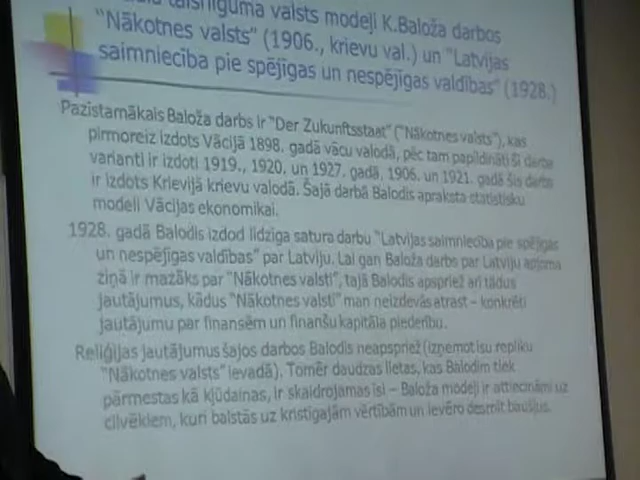 taisnīguma valsts modeļi K.Baloža darbos
"Nākotnes valsts" (1906., krievu val.) un "Latvijas
saimniecība pie spējīgas un nespējīgas valdības" (1928.)
Pazīstamākais Baloža darbs ir "Der Zukunftsstaat" ("Nākotnes valsts"), kas
pirmoreiz izdots Vācijā 1898. gadā vācu valodā, pēc tam papildināti šī darba
varianti ir izdoti 1919., 1920. un 1927. gadā, 1906. un 1921. gadā šis darbs
ir izdots Krievijā krievu valodā. Šajā darbā Balodis apraksta statistisku
modeli Vācijas ekonomikai.
1928. gadā Balodis izdod līdzīga satura darbu "Latvijas saimniecība pie spējīgas
un nespējīgas valdības" par Latviju. Lai gan Baloža darbs par Latviju apjoma
ziņā ir mazāks par "Nākotnes valsti", tajā Balodis apspriež arī tādus
jautājumus, kādus "Nākotnes valstī" man neizdevās atrast – konkrēti
jautājumu par finansēm un finanšu kapitāla piederību.
Reliģijas jautājumus šajos darbos Balodis neapspriež (izņemot īsu repliku
"Nākotnes valsts" ievadā). Tomēr daudzas lietas, kas Balodim tiek
pārmestas kā kļūdainas, ir skaidrojamas īsi – Baloža modeļi ir attiecināmi uz
cilvēkiem, kuri balstās uz kristīgajām vērtībām un ievēro desmit baušļus.